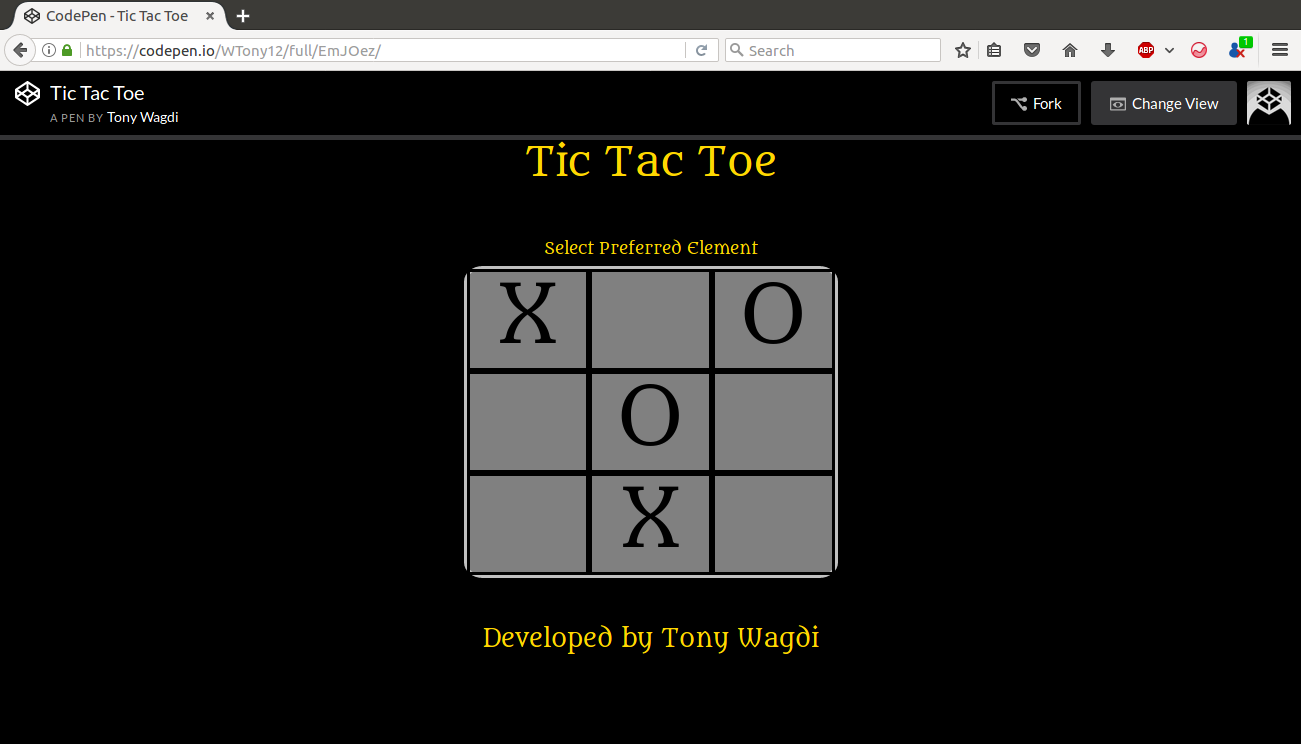 CodePen - Tic Tac Toe
https://codepen.io/WTony12/full/EmJOez/
Search
ABP
1
Tic Tac Toe
A PEN BY Tony Wagdi
Fork
Change View
Tic Tac Toe
Select Preferred Element
X O
O
X
Developed by Tony Wagdi